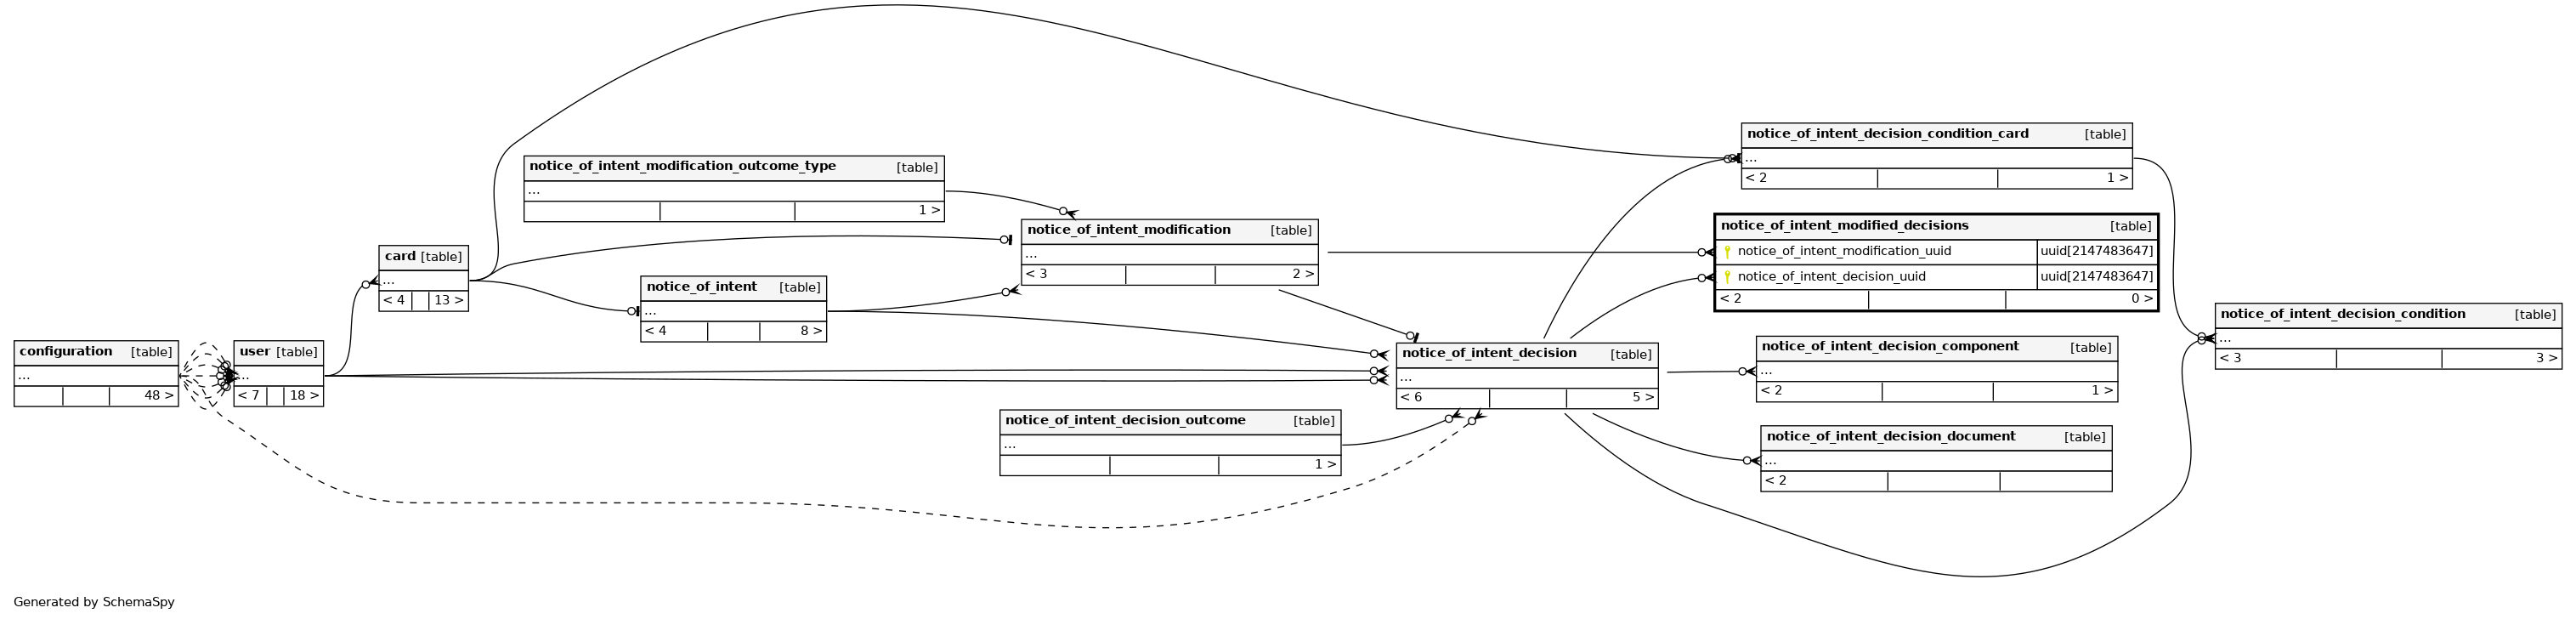 notice_of_intent_decision_condition_card [table]
...
< 2 1 >
notice_of_intent_modification_outcome_type [table]
...
1 >
notice_of_intent_modification [table]
...
< 3 2 >
notice_of_intent_modified_decisions [table]
notice_of_intent_modification_uuid uuid[2147483647]
notice_of_intent_decision_uuid uuid[2147483647]
< 2 0 >
card [table]
...
< 4 13 >
notice_of_intent [table]
...
< 4 8 >
notice_of_intent_decision_condition [table]
...
< 3 3 >
configuration [table]
...
48 >
user [table]
...
< 7 18 >
notice_of_intent_decision [table]
...
< 6 5 >
notice_of_intent_decision_component [table]
...
< 2 1 >
notice_of_intent_decision_outcome [table]
...
1 >
notice_of_intent_decision_document [table]
...
< 2
Generated by SchemaSpy